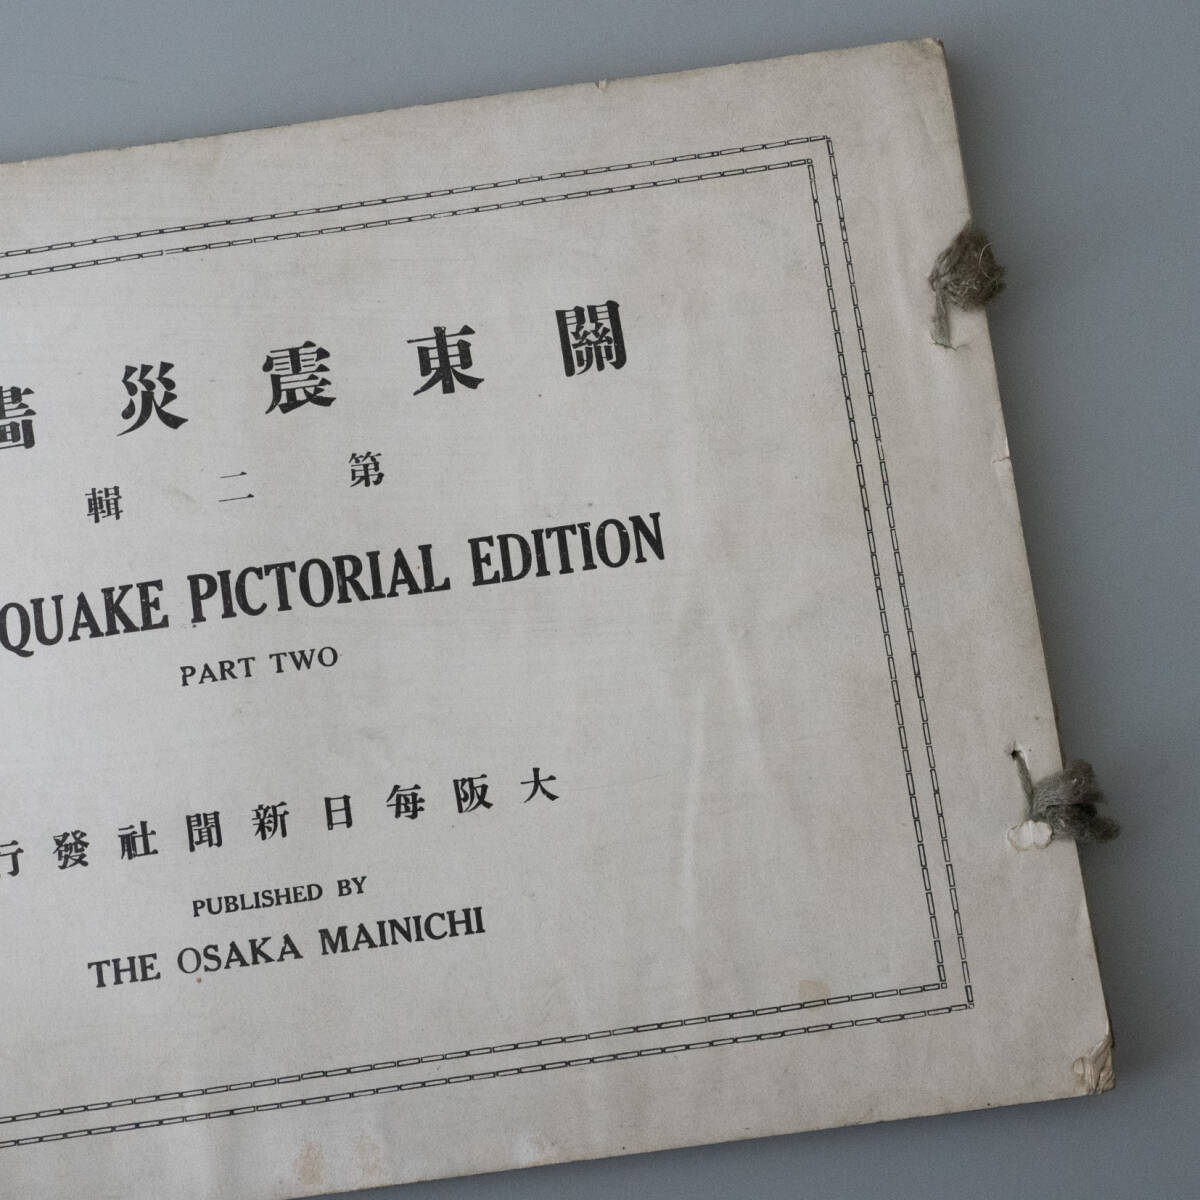 關東震災畵
第二輯
QUAKE PICTORIAL EDITION
PART TWO
大阪每日新聞社發行
PUBLISHED BY
THE OSAKA MAINICHI